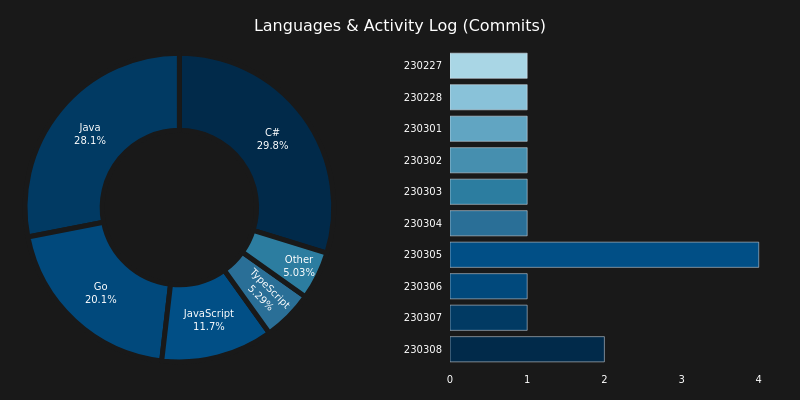 Languages & Activity Log (Commits)
C#
29.8%
Java
28.1%
Go
20.1%
JavaScript
11.7%
TypeScript
5.29%
Other
5.03%
230227
230228
230301
230302
230303
230304
230305
230306
230307
230308
0 1 2 3 4